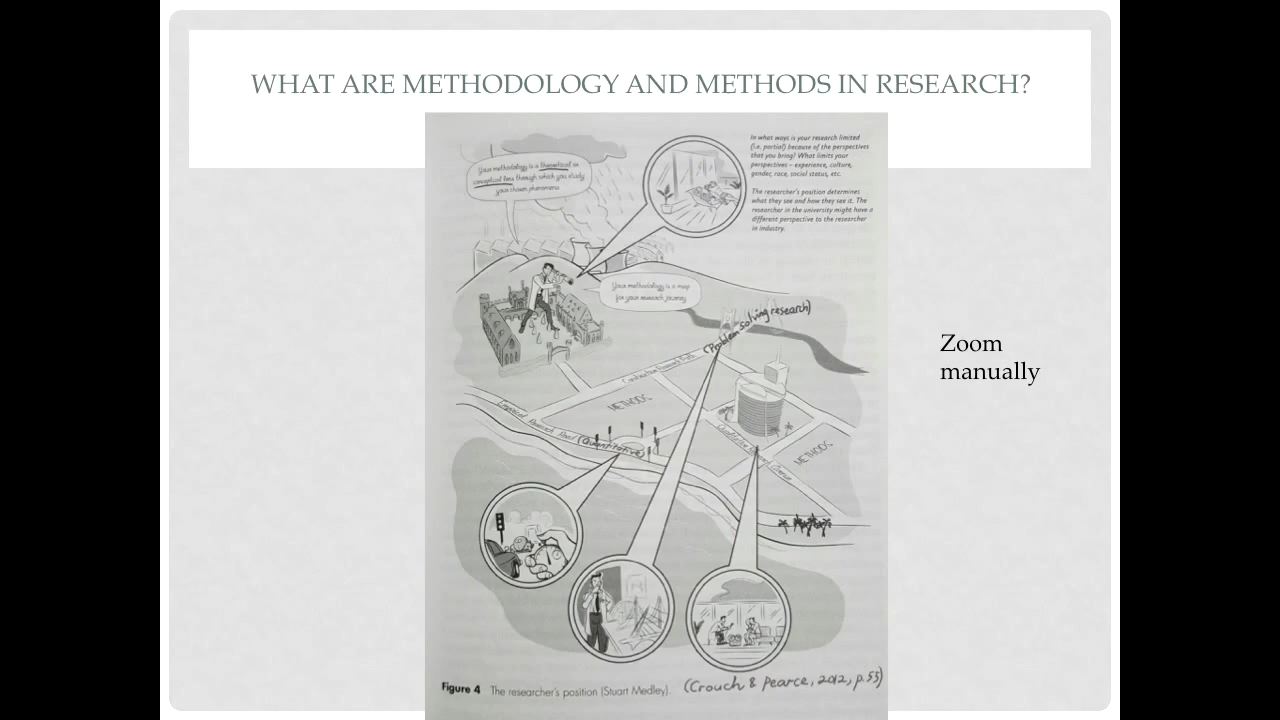 WHAT ARE METHODOLOGY AND METHODS IN RESEARCH?
Your methodology is a theoretical or
conceptual lens through which you study
your chosen phenomena
In what ways is your research limited
(i.e. partial) because of the perspectives
that you bring? What limits your
perspectives – experience, culture,
gender, race, social status, etc.
The researcher's position determines
what they see and how they see it. The
researcher in the university might have a
different perspective to the researcher
in industry.
Your methodology is a map
for your research journey
(Problem solving research)
Zoom
manually
METHODS
Empirical Research Road (Quantitative)
METHODS
Figure 4 The researcher's position (Stuart Medley). (Crouch & Pearce, 2012, p.55)